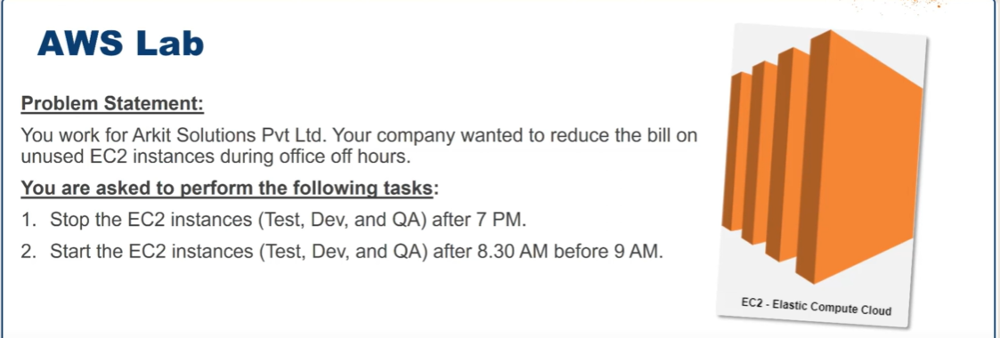 AWS Lab
Problem Statement:
You work for Arkit Solutions Pvt Ltd. Your company wanted to reduce the bill on
unused EC2 instances during office off hours.
You are asked to perform the following tasks:
1. Stop the EC2 instances (Test, Dev, and QA) after 7 PM.
2. Start the EC2 instances (Test, Dev, and QA) after 8.30 AM before 9 AM.
EC2 - Elastic Compute Cloud